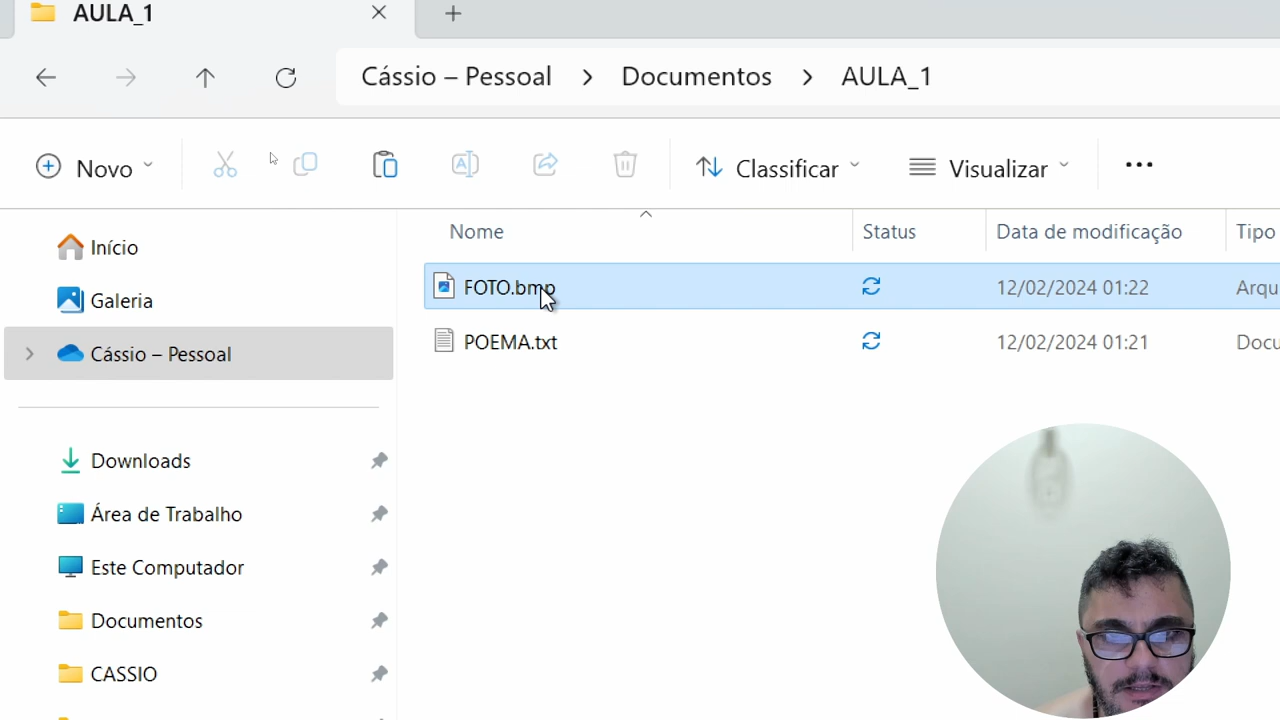 AULA_1
Cássio – Pessoal > Documentos > AULA_1
Novo
Classificar
Visualizar
Nome Status Data de modificação Tipo
FOTO.bmp 12/02/2024 01:22 Arqu
POEMA.txt 12/02/2024 01:21 Docu
Início
Galeria
Cássio – Pessoal
Downloads
Área de Trabalho
Este Computador
Documentos
CASSIO